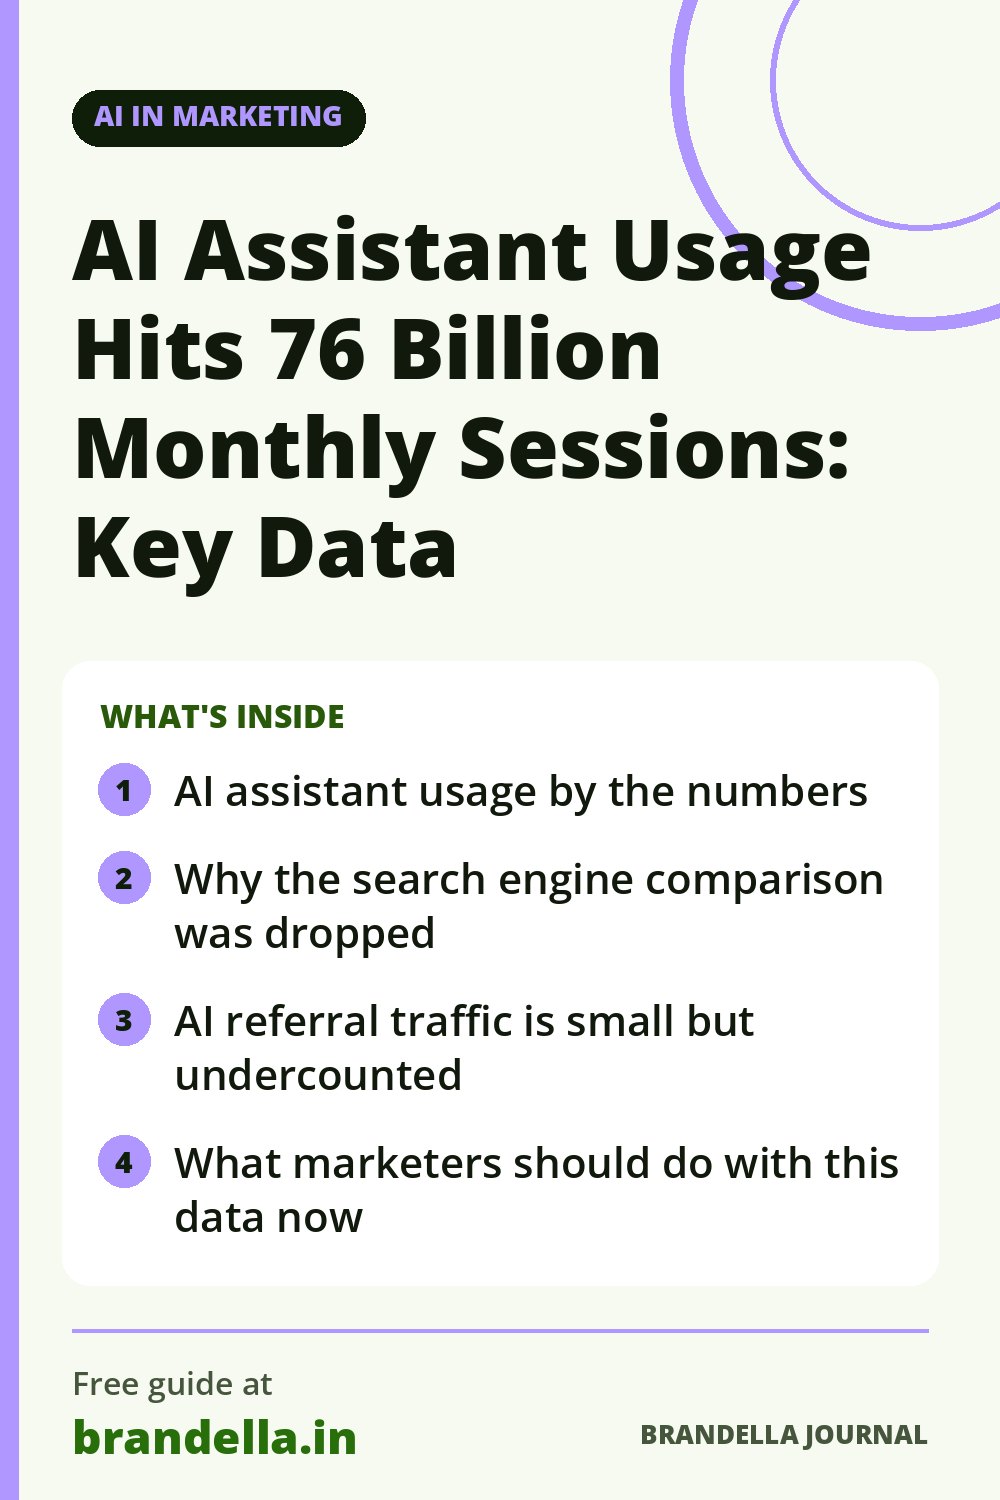 AI IN MARKETING
AI Assistant Usage
Hits 76 Billion
Monthly Sessions:
Key Data
WHAT'S INSIDE
1 AI assistant usage by the numbers
2 Why the search engine comparison
was dropped
3 AI referral traffic is small but
undercounted
4 What marketers should do with this
data now
Free guide at
brandella.in
BRANDELLA JOURNAL